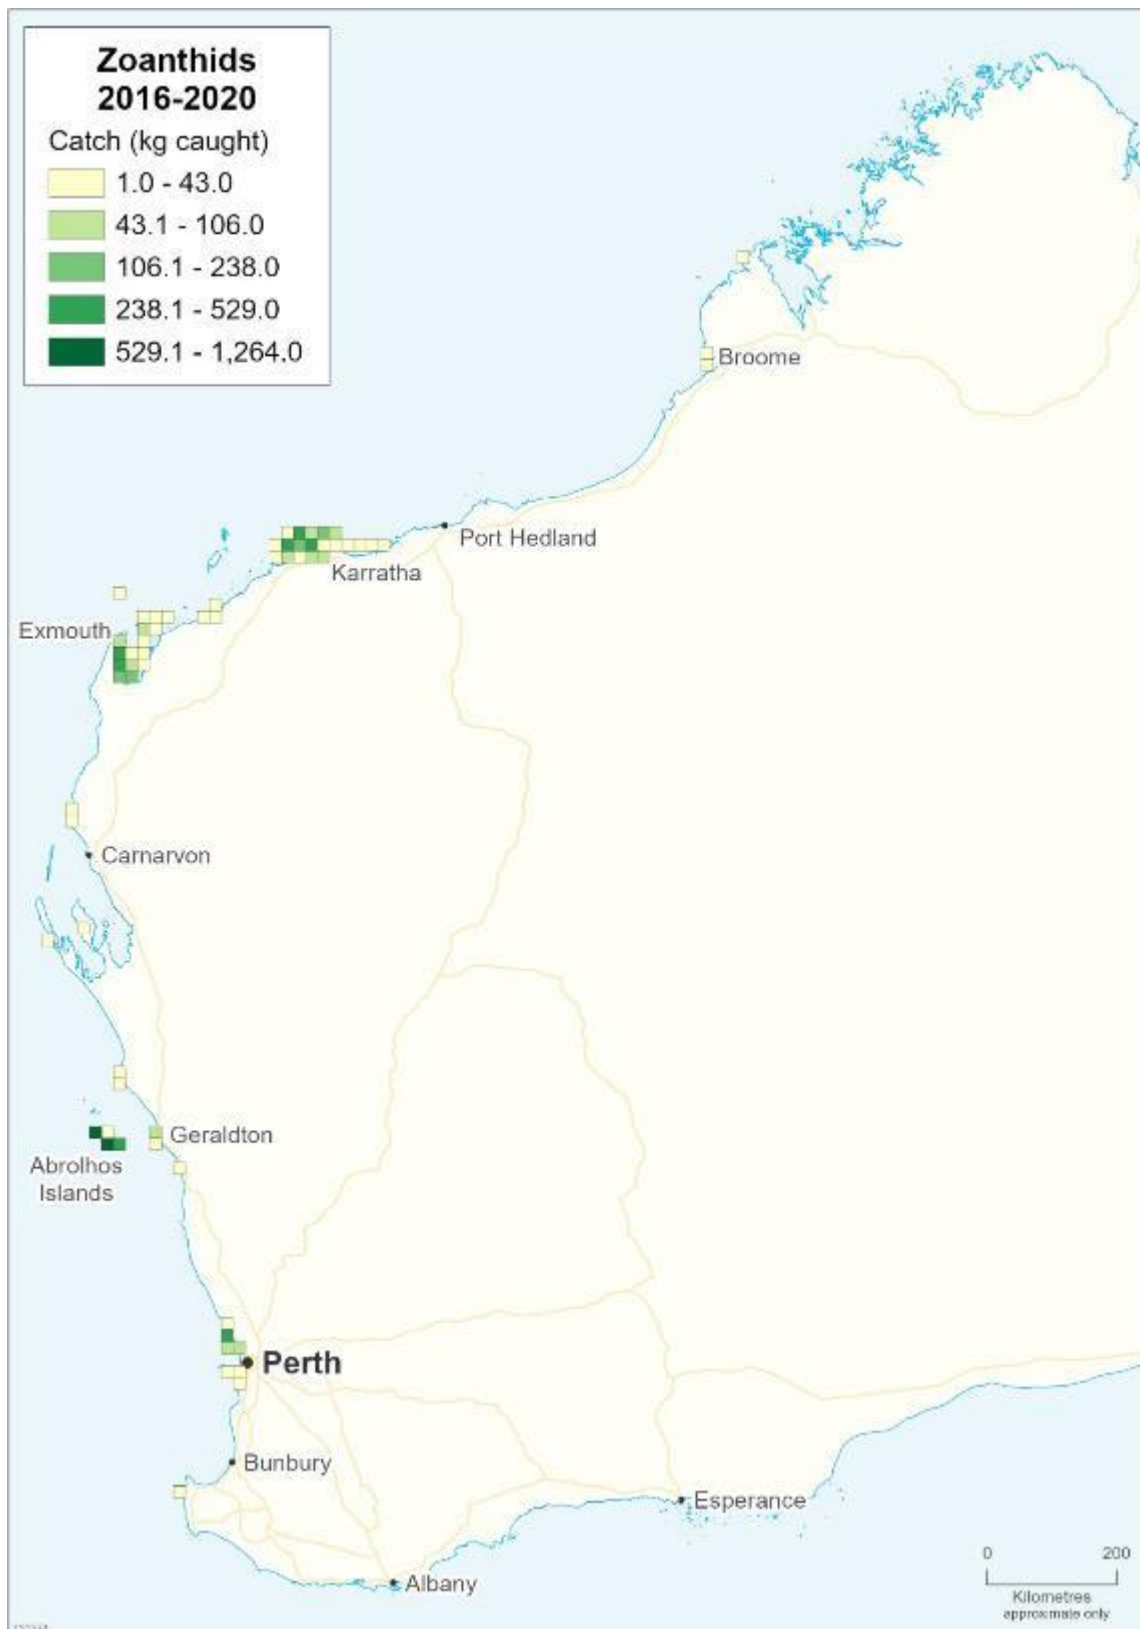 Zoanthids
2016-2020
Catch (kg caught)
1.0 - 43.0
43.1 - 106.0
106.1 - 238.0
238.1 - 529.0
529.1 - 1,264.0
Broome
Port Hedland
Karratha
Exmouth
Carnarvon
Geraldton
Abrolhos
Islands
Perth
Bunbury
Esperance
Albany
0 200
Kilometres
approximate only